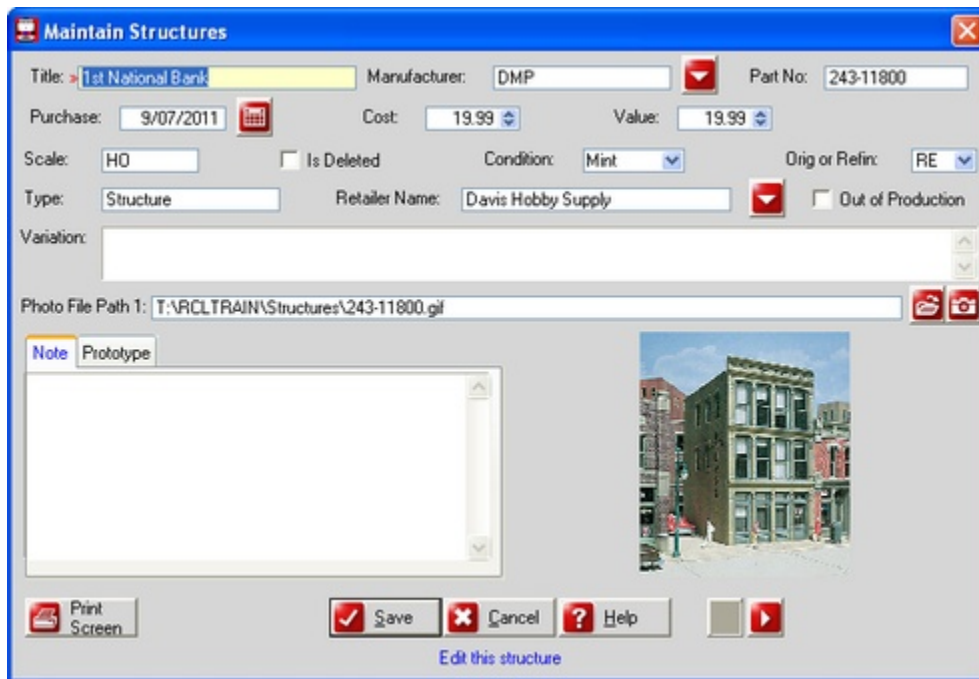 Maintain Structures
Title: » 1st National Bank Manufacturer: DMP Part No: 243-11800
Purchase: 9/07/2011 Cost: 19.99 Value: 19.99
Scale: HO Is Deleted Condition: Mint Orig or Refin: RE
Type: Structure Retailer Name: Davis Hobby Supply Out of Production
Variation:
Photo File Path 1: T:\RCLTRAIN\Structures\243-11800.gif
Note Prototype
Print Screen Save Cancel ? Help
Edit this structure